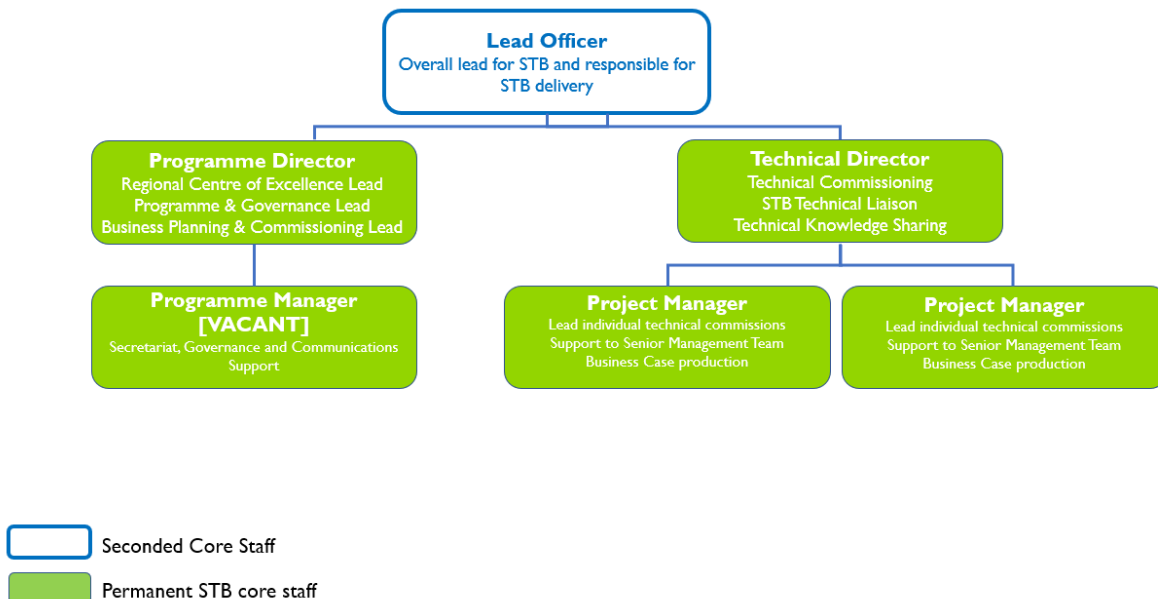 Lead Officer
Overall lead for STB and responsible for
STB delivery
Programme Director
Regional Centre of Excellence Lead
Programme & Governance Lead
Business Planning & Commissioning Lead
Technical Director
Technical Commissioning
STB Technical Liaison
Technical Knowledge Sharing
Programme Manager
[VACANT]
Secretariat, Governance and Communications
Support
Project Manager
Lead individual technical commissions
Support to Senior Management Team
Business Case production
Project Manager
Lead individual technical commissions
Support to Senior Management Team
Business Case production
Seconded Core Staff
Permanent STB core staff